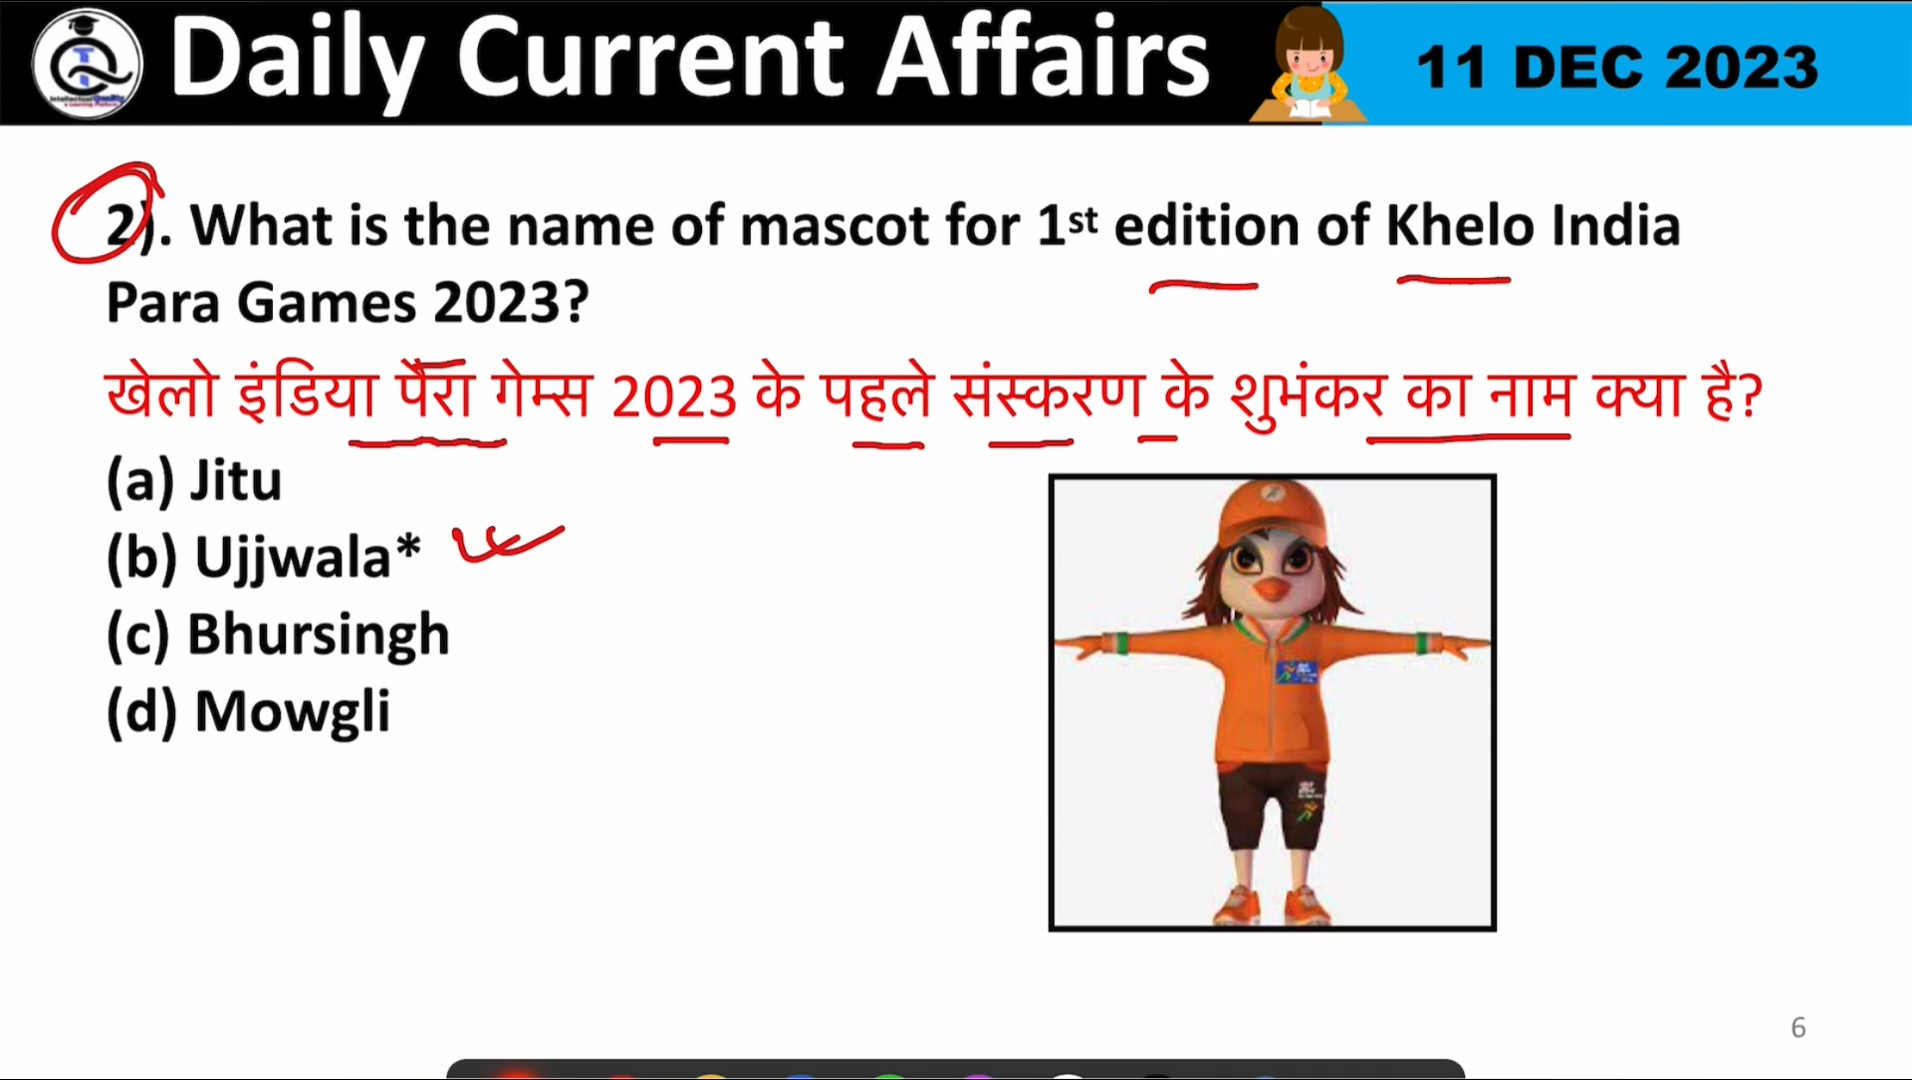 Daily Current Affairs
11 DEC 2023
2). What is the name of mascot for 1st edition of Khelo India
Para Games 2023?
खेलो इंडिया पैरा गेम्स 2023 के पहले संस्करण के शुभंकर का नाम क्या है?
(a) Jitu
(b) Ujjwala*
(c) Bhursingh
(d) Mowgli
6